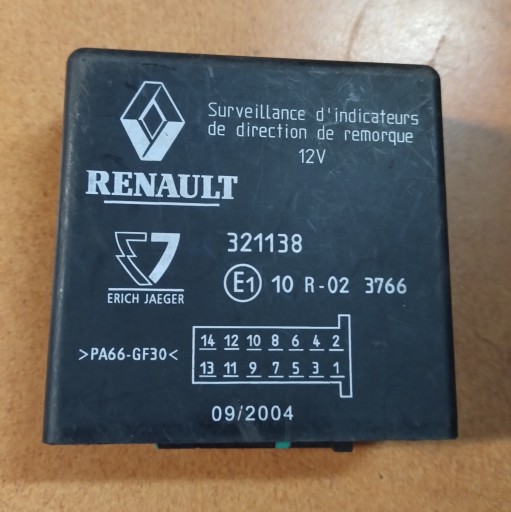 Surveillance d'indicateurs
de direction de remorque
12V
RENAULT
321138
ERICH JAEGER
E1 10 R-02 3766
14 12 10 8 6 4 2
13 11 9 7 5 3 1
>PA66-GF30<
09/2004